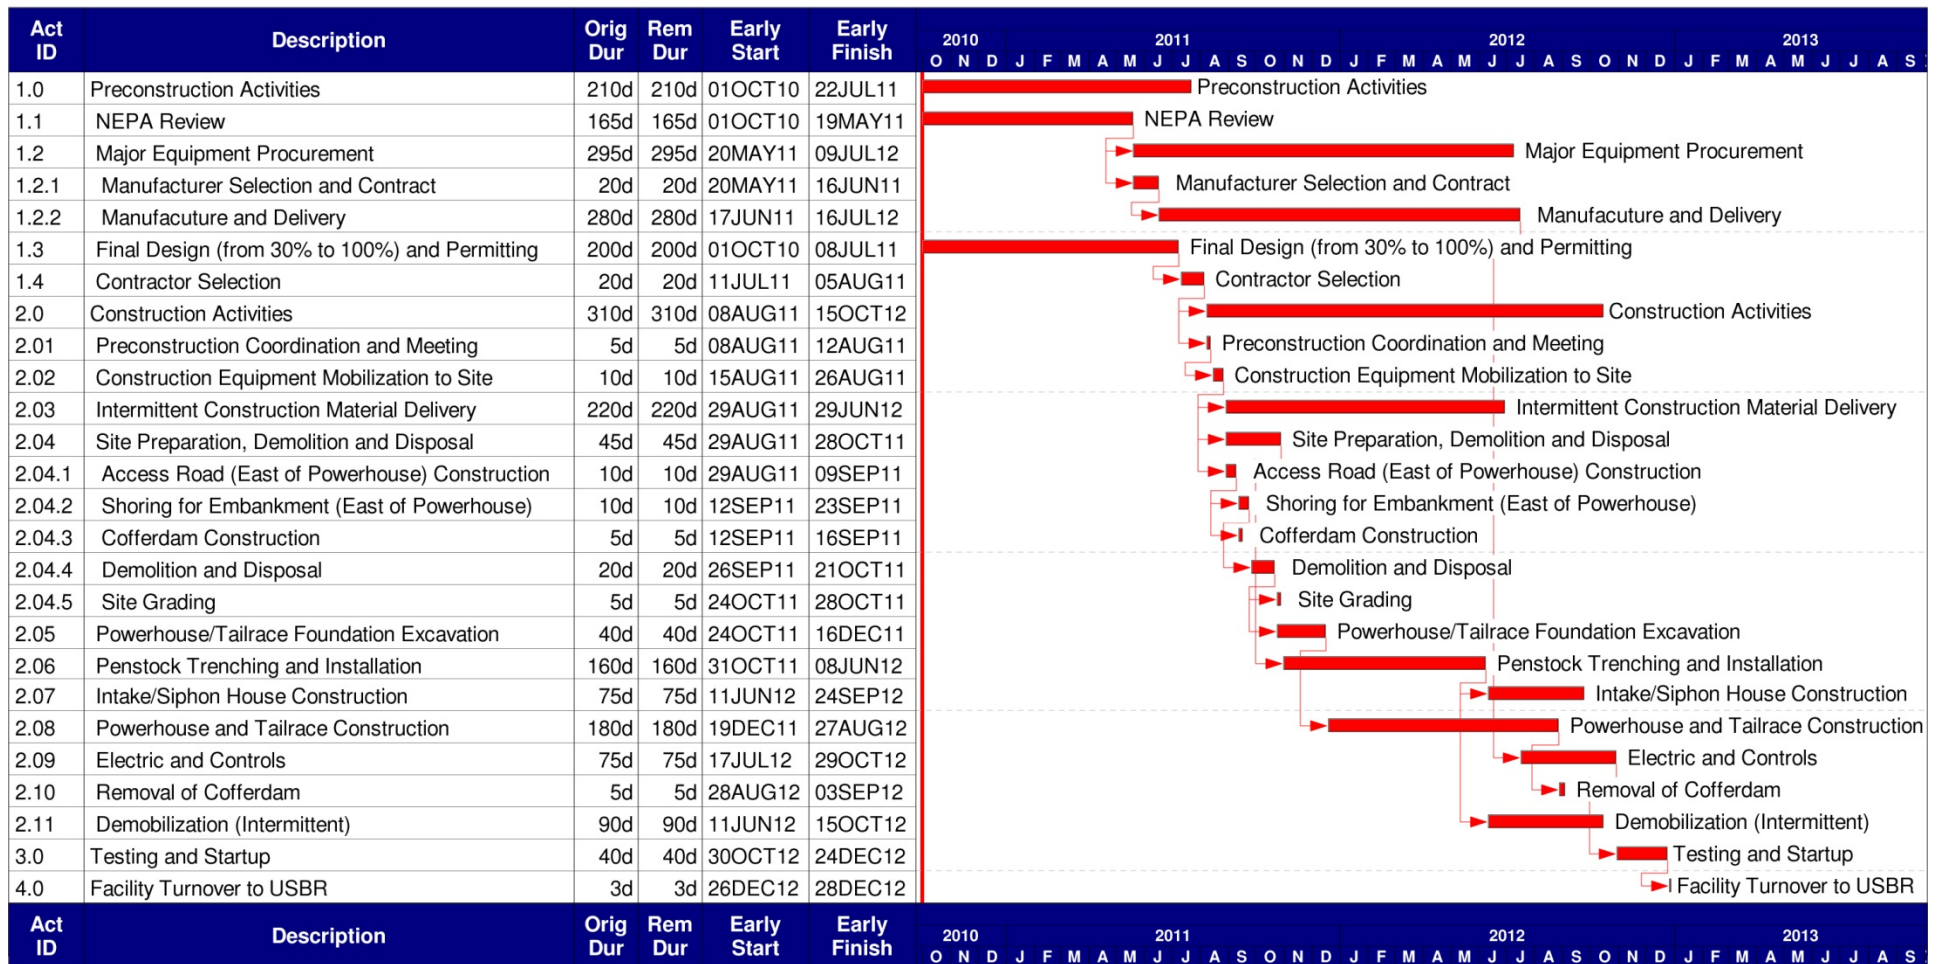 Act ID Description Orig Dur Rem Dur Early Start Early Finish
2010 2011 2012 2013
O N D J F M A M J J A S O N D J F M A M J J A S O N D J F M A M J J A S
1.0 Preconstruction Activities 210d 210d 01OCT10 22JUL11 Preconstruction Activities
1.1 NEPA Review 165d 165d 01OCT10 19MAY11 NEPA Review
1.2 Major Equipment Procurement 295d 295d 20MAY11 09JUL12 Major Equipment Procurement
1.2.1 Manufacturer Selection and Contract 20d 20d 20MAY11 16JUN11 Manufacturer Selection and Contract
1.2.2 Manufacuture and Delivery 280d 280d 17JUN11 16JUL12 Manufacuture and Delivery
1.3 Final Design (from 30% to 100%) and Permitting 200d 200d 01OCT10 08JUL11 Final Design (from 30% to 100%) and Permitting
1.4 Contractor Selection 20d 20d 11JUL11 05AUG11 Contractor Selection
2.0 Construction Activities 310d 310d 08AUG11 15OCT12 Construction Activities
2.01 Preconstruction Coordination and Meeting 5d 5d 08AUG11 12AUG11 Preconstruction Coordination and Meeting
2.02 Construction Equipment Mobilization to Site 10d 10d 15AUG11 26AUG11 Construction Equipment Mobilization to Site
2.03 Intermittent Construction Material Delivery 220d 220d 29AUG11 29JUN12 Intermittent Construction Material Delivery
2.04 Site Preparation, Demolition and Disposal 45d 45d 29AUG11 28OCT11 Site Preparation, Demolition and Disposal
2.04.1 Access Road (East of Powerhouse) Construction 10d 10d 29AUG11 09SEP11 Access Road (East of Powerhouse) Construction
2.04.2 Shoring for Embankment (East of Powerhouse) 10d 10d 12SEP11 23SEP11 Shoring for Embankment (East of Powerhouse)
2.04.3 Cofferdam Construction 5d 5d 12SEP11 16SEP11 Cofferdam Construction
2.04.4 Demolition and Disposal 20d 20d 26SEP11 21OCT11 Demolition and Disposal
2.04.5 Site Grading 5d 5d 24OCT11 28OCT11 Site Grading
2.05 Powerhouse/Tailrace Foundation Excavation 40d 40d 24OCT11 16DEC11 Powerhouse/Tailrace Foundation Excavation
2.06 Penstock Trenching and Installation 160d 160d 31OCT11 08JUN12 Penstock Trenching and Installation
2.07 Intake/Siphon House Construction 75d 75d 11JUN12 24SEP12 Intake/Siphon House Construction
2.08 Powerhouse and Tailrace Construction 180d 180d 19DEC11 27AUG12 Powerhouse and Tailrace Construction
2.09 Electric and Controls 75d 75d 17JUL12 29OCT12 Electric and Controls
2.10 Removal of Cofferdam 5d 5d 28AUG12 03SEP12 Removal of Cofferdam
2.11 Demobilization (Intermittent) 90d 90d 11JUN12 15OCT12 Demobilization (Intermittent)
3.0 Testing and Startup 40d 40d 30OCT12 24DEC12 Testing and Startup
4.0 Facility Turnover to USBR 3d 3d 26DEC12 28DEC12 Facility Turnover to USBR
Act ID Description Orig Dur Rem Dur Early Start Early Finish
2010 2011 2012 2013
O N D J F M A M J J A S O N D J F M A M J J A S O N D J F M A M J J A S